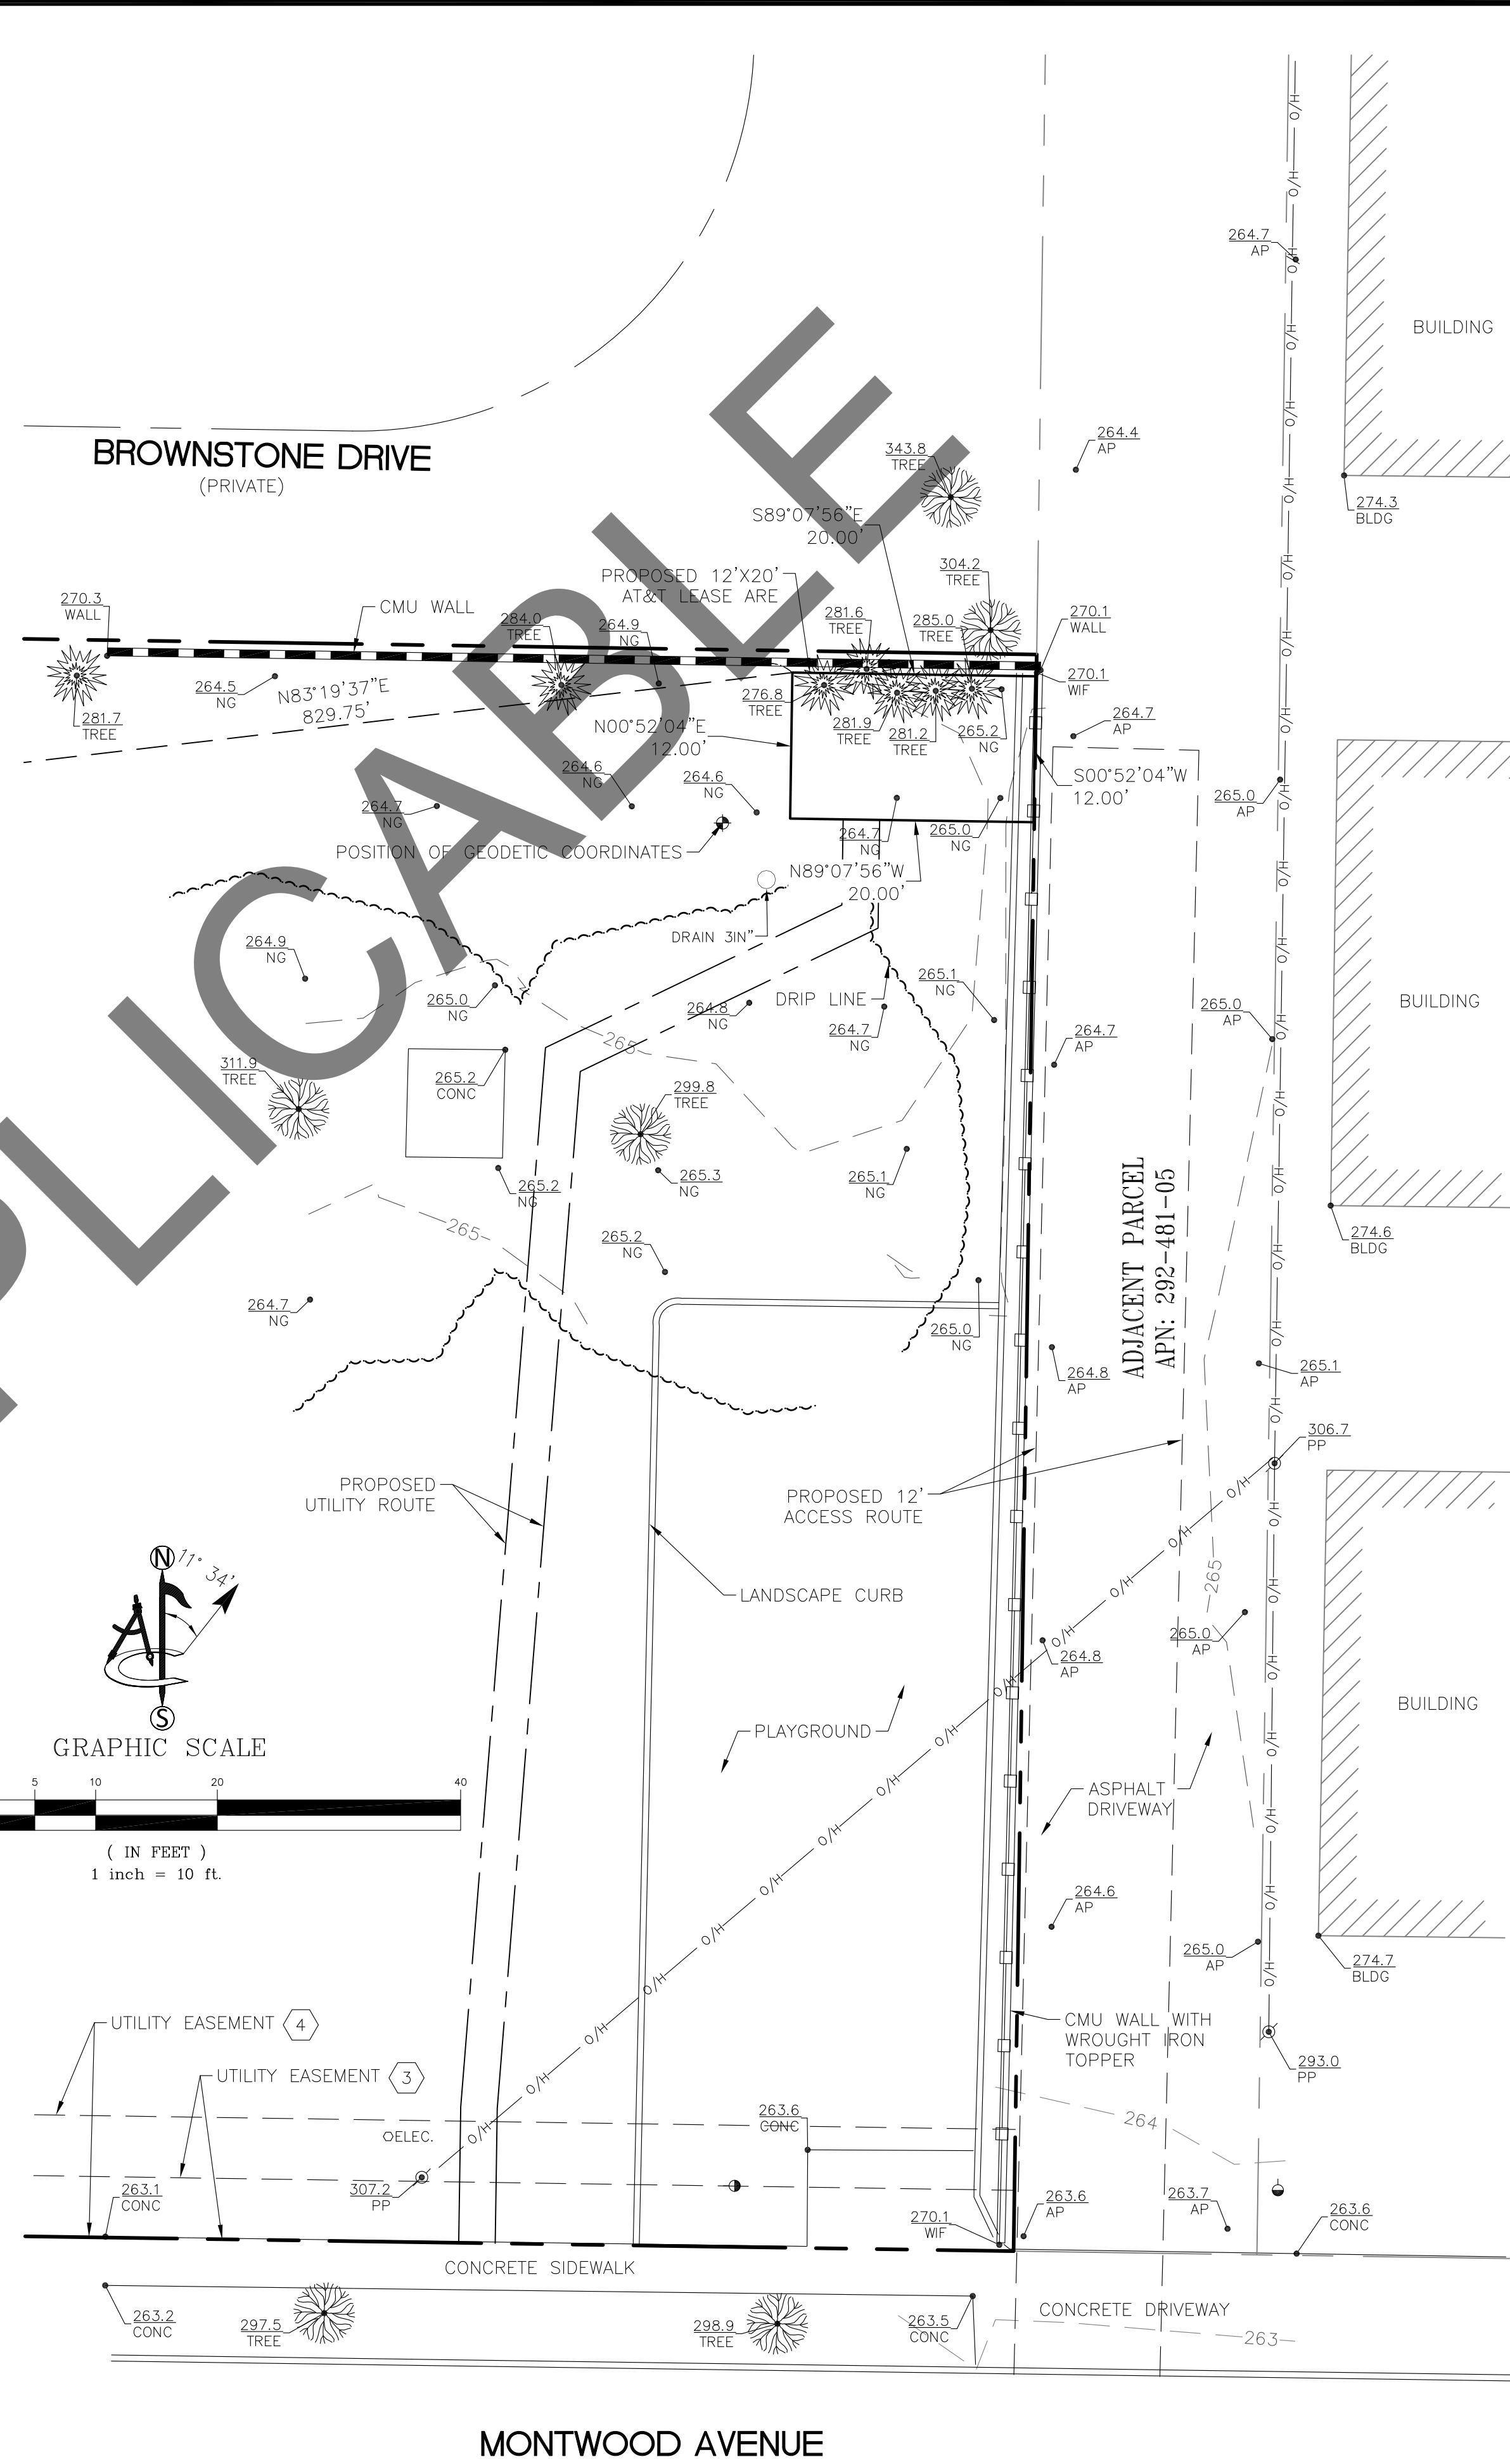 264.7
AP
BUILDING
BROWNSTONE DRIVE
(PRIVATE)
264.4
AP
343.8
TREE
274.3
BLDG
S89°07'56"E
20.00'
304.2
TREE
PROPOSED 12'X20'
AT&T LEASE ARE
270.3
WALL
CMU WALL
284.0
TREE
264.9
NG
281.6
TREE
285.0
TREE
270.1
WALL
270.1
WIF
264.5
NG
N83°19'37"E
829.75'
281.7
TREE
276.8
TREE
281.9
TREE
281.2
TREE
265.2
NG
264.7
AP
N00°52'04"E
12.00'
S00°52'04"W
12.00'
264.6
NG
264.6
NG
264.7
NG
265.0
AP
264.7
NG
265.0
NG
POSITION OF GEODETIC COORDINATES
N89°07'56"W
20.00'
DRAIN 3IN"
264.9
NG
265.0
NG
264.8
NG
DRIP LINE
264.7
NG
265.1
NG
265.0
AP
BUILDING
265
264.7
AP
311.9
TREE
265.2
CONC
299.8
TREE
265.2
NG
265.3
NG
265.1
NG
ADJACENT PARCEL
APN: 292-481-05
265
265.2
NG
274.6
BLDG
264.7
NG
265.0
NG
264.8
AP
265.1
AP
306.7
PP
PROPOSED
UTILITY ROUTE
PROPOSED 12'
ACCESS ROUTE
O/H
N
11° 34'
LANDSCAPE CURB
265
265.0
AP
264.8
AP
S
GRAPHIC SCALE
5 10 20 40
( IN FEET )
1 inch = 10 ft.
PLAYGROUND
BUILDING
ASPHALT
DRIVEWAY
264.6
AP
265.0
AP
274.7
BLDG
UTILITY EASEMENT 4
UTILITY EASEMENT 3
CMU WALL WITH
WROUGHT IRON
TOPPER
293.0
PP
263.6
CONC
264
ELEC.
263.1
CONC
307.2
PP
270.1
WIF
263.6
AP
263.7
AP
263.6
CONC
CONCRETE SIDEWALK
263.2
CONC
297.5
TREE
298.9
TREE
263.5
CONC
CONCRETE DRIVEWAY
263
MONTWOOD AVENUE
PLICABLE